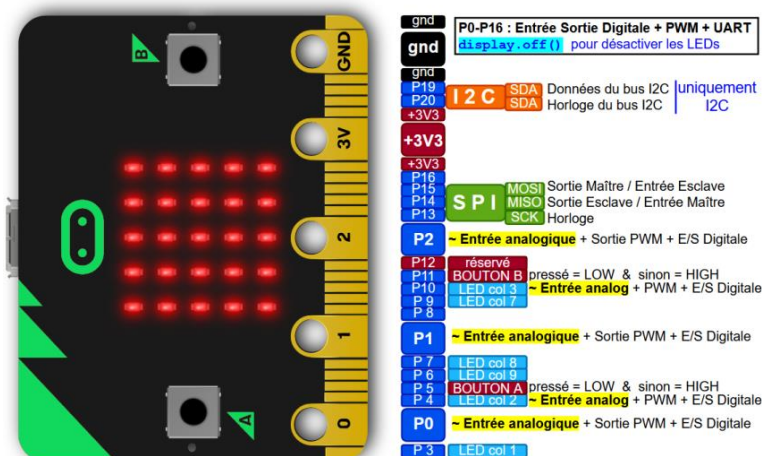 B
GND
3V
2
1
A
0
gnd
gnd
gnd
P0-P16 : Entrée Sortie Digitale + PWM + UART
display.off() pour désactiver les LEDs
P19 I2C SDA Données du bus I2C uniquement
P20 SDA Horloge du bus I2C I2C
+3V3
+3V3
+3V3
P16
P15 SPI MOSI Sortie Maître / Entrée Esclave
P14 MISO Sortie Esclave / Entrée Maître
P13 SCK Horloge
P2 ~ Entrée analogique + Sortie PWM + E/S Digitale
P12 réservé
P11 BOUTON B pressé = LOW & sinon = HIGH
P10 LED col 3 ~ Entrée analog + PWM + E/S Digitale
P 9 LED col 7
P 8
P1 ~ Entrée analogique + Sortie PWM + E/S Digitale
P 7 LED col 8
P 6 LED col 9
P 5 BOUTON A pressé = LOW & sinon = HIGH
P 4 LED col 2 ~ Entrée analog + PWM + E/S Digitale
P0 ~ Entrée analogique + Sortie PWM + E/S Digitale
P 3 LED col 1